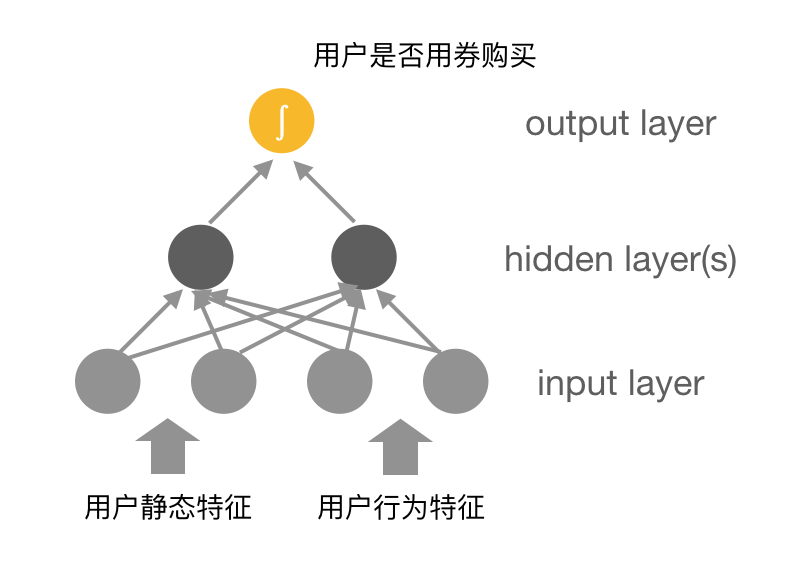 用户是否用券购买
∫
output layer
hidden layer(s)
input layer
用户静态特征
用户行为特征